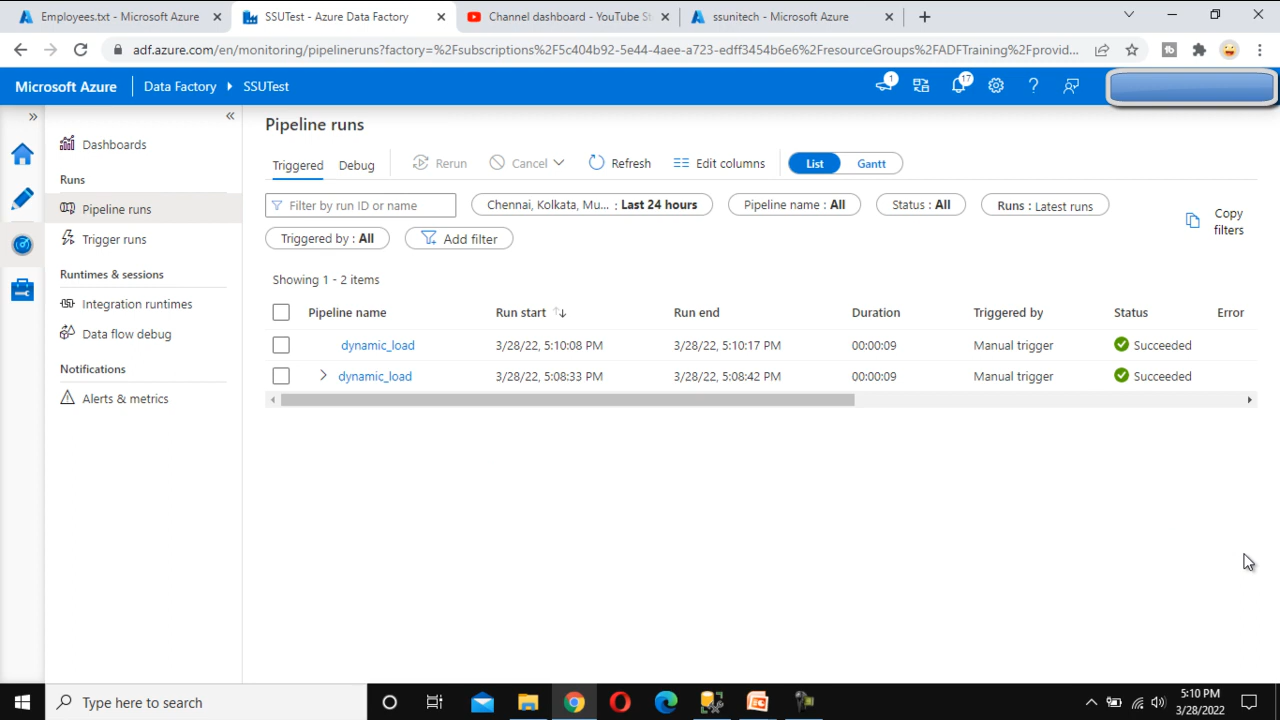 Employees.txt - Microsoft Azure
SSUTest - Azure Data Factory
Channel dashboard - YouTube St
ssunitech - Microsoft Azure
adf.azure.com/en/monitoring/pipelineruns?factory=%2Fsubscriptions%2F5c404b92-5e44-4aee-a723-edff3454b6e6%2FresourceGroups%2FADFTraining%2Fprovid...
Microsoft Azure
Data Factory
SSUTest
1
17
Dashboards
Runs
Pipeline runs
Trigger runs
Runtimes & sessions
Integration runtimes
Data flow debug
Notifications
Alerts & metrics
Pipeline runs
Triggered
Debug
Rerun
Cancel
Refresh
Edit columns
List
Gantt
Filter by run ID or name
Chennai, Kolkata, Mu... : Last 24 hours
Pipeline name : All
Status : All
Runs : Latest runs
Copy
filters
Triggered by : All
Add filter
Showing 1 - 2 items
Pipeline name Run start Run end Duration Triggered by Status Error
dynamic_load 3/28/22, 5:10:08 PM 3/28/22, 5:10:17 PM 00:00:09 Manual trigger Succeeded
dynamic_load 3/28/22, 5:08:33 PM 3/28/22, 5:08:42 PM 00:00:09 Manual trigger Succeeded
Type here to search
5:10 PM
3/28/2022